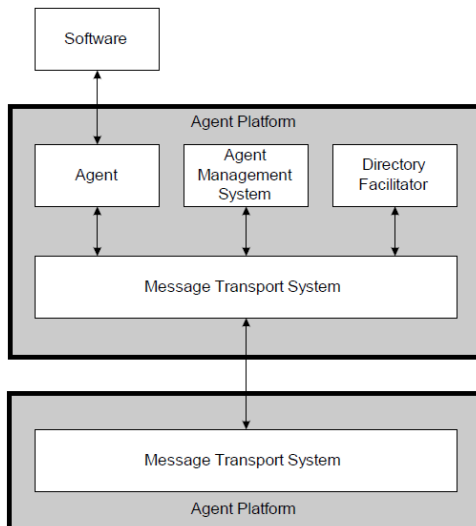 Software
Agent Platform
Agent
Agent
Management
System
Directory
Facilitator
Message Transport System
Message Transport System
Agent Platform